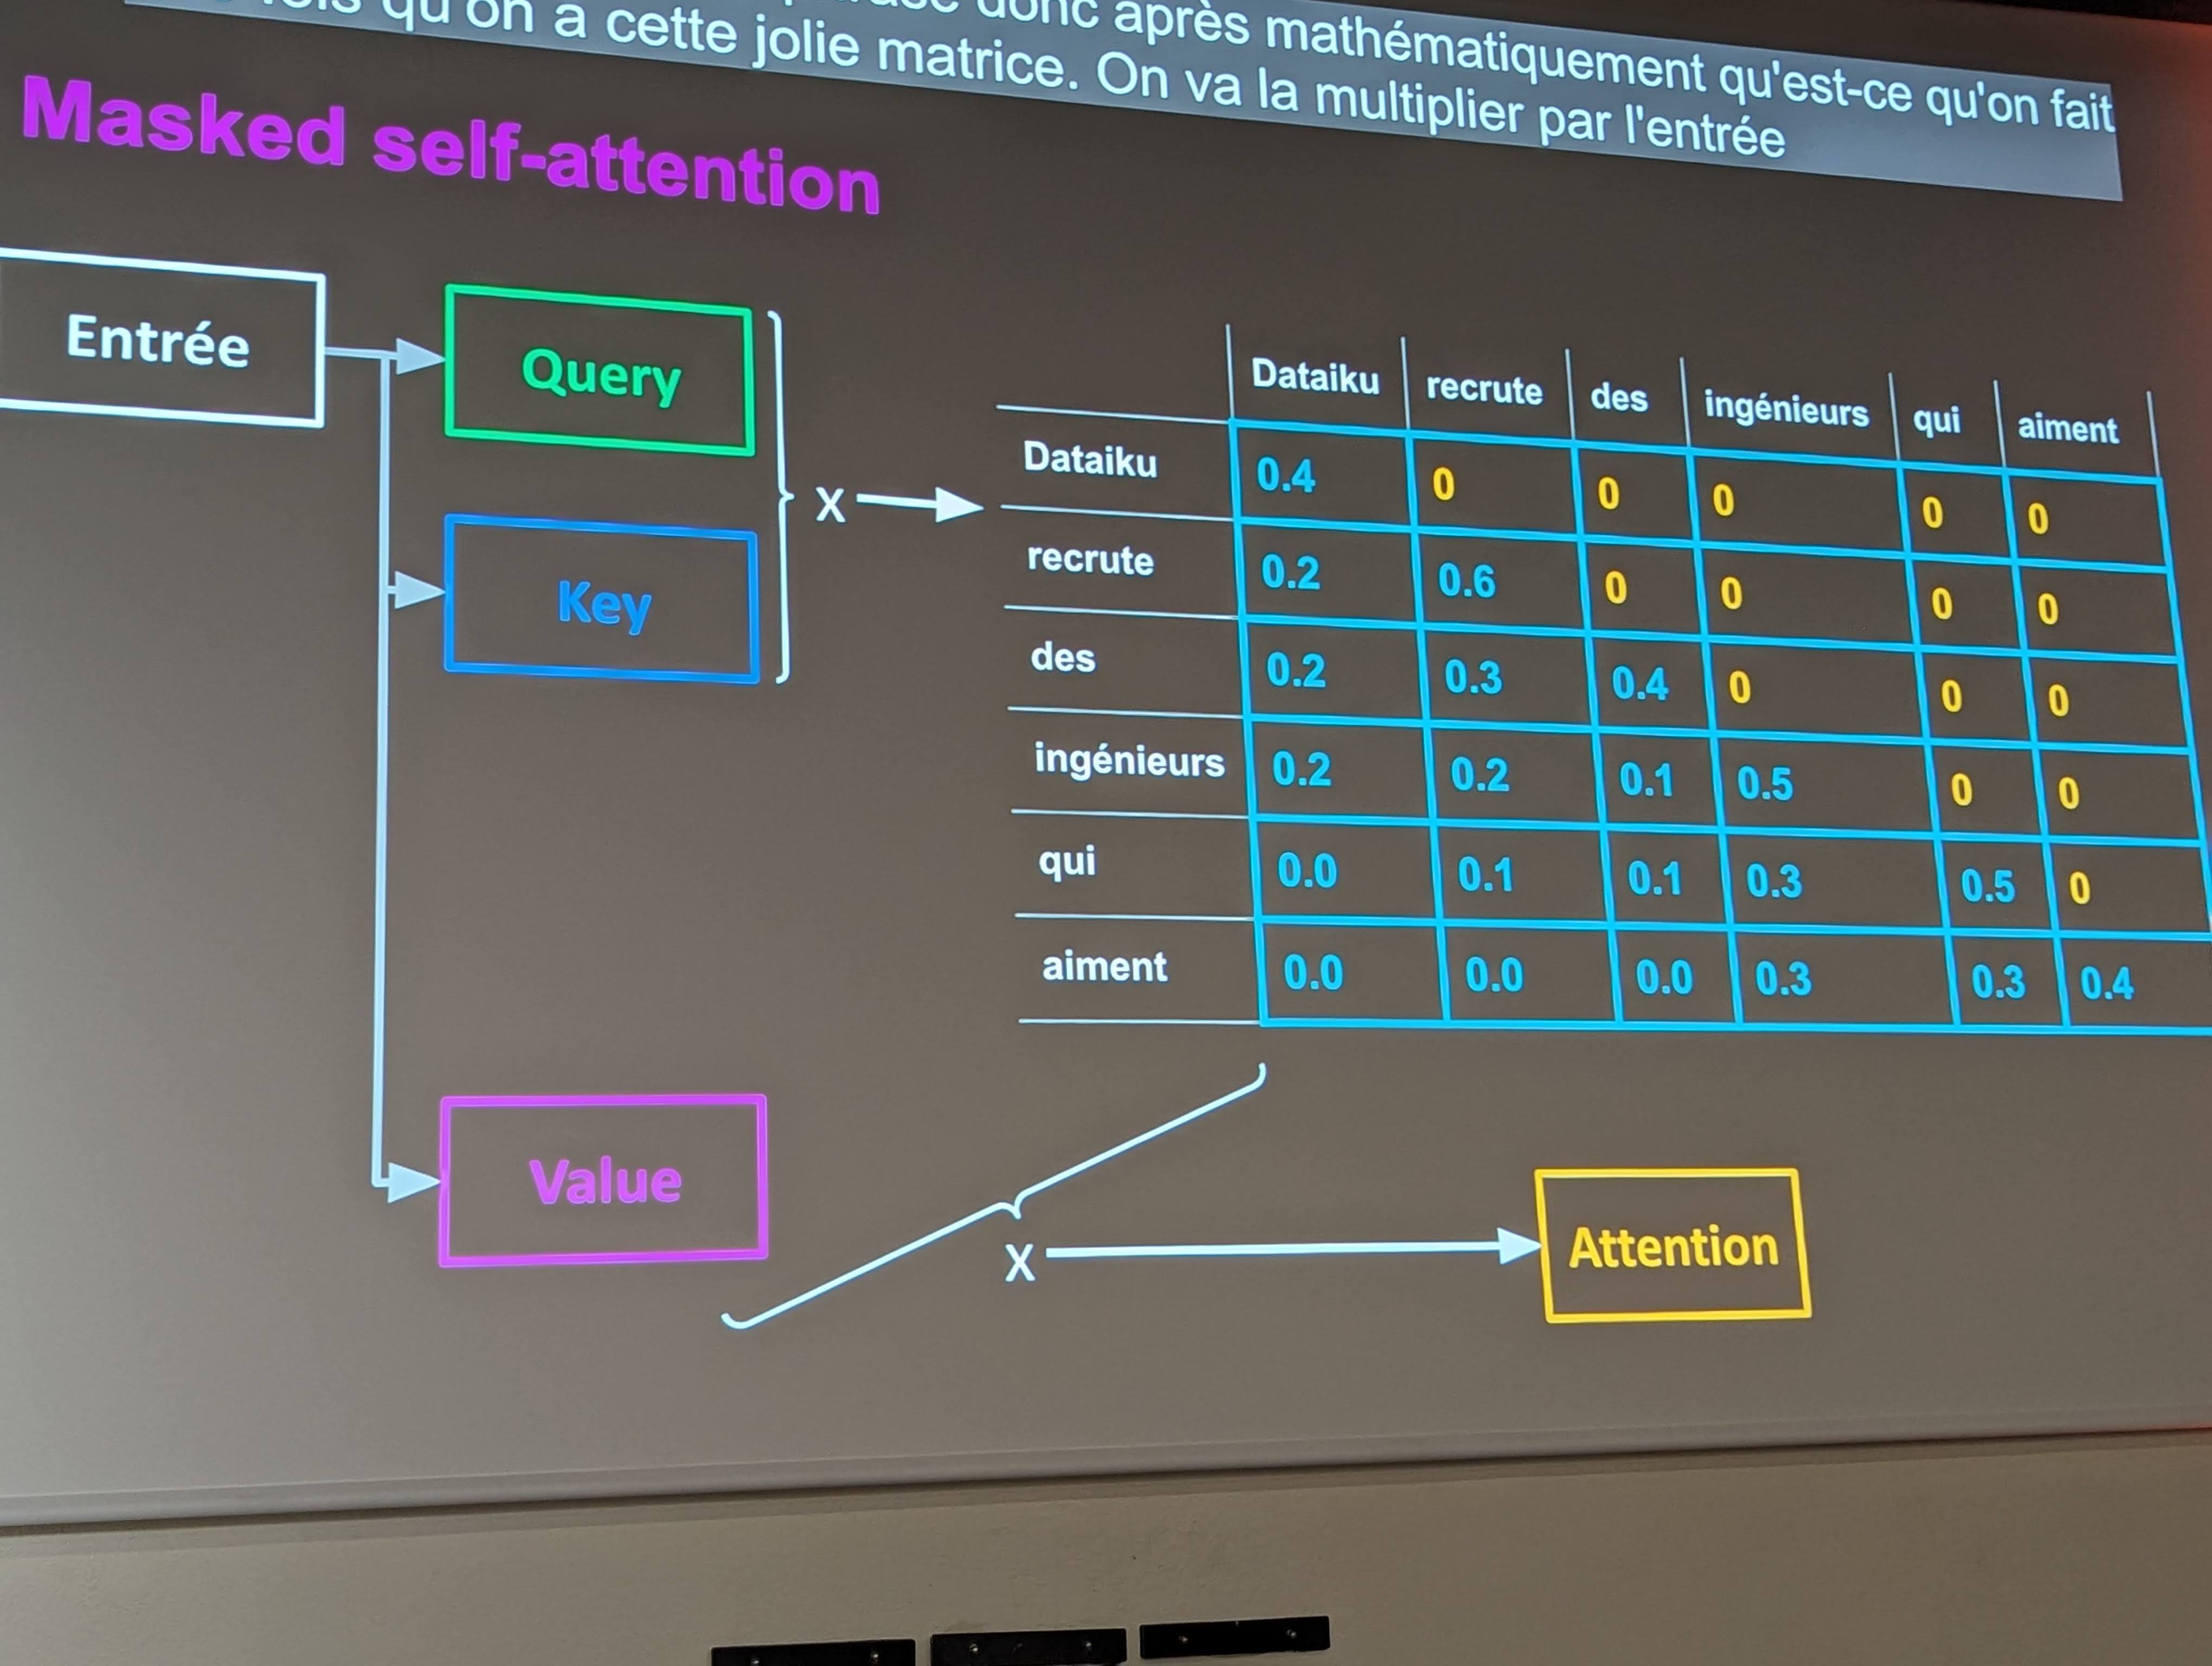 donc après mathématiquement qu'est-ce qu'on fait
qu'on a cette jolie matrice. On va la multiplier par l'entrée
Masked self-attention
Entrée
Query
Key
X
Dataiku recrute des ingénieurs qui aiment
Dataiku 0.4 0 0 0 0 0
recrute 0.2 0.6 0 0 0 0
des 0.2 0.3 0.4 0 0 0
ingénieurs 0.2 0.2 0.1 0.5 0 0
qui 0.0 0.1 0.1 0.3 0.5 0
aiment 0.0 0.0 0.0 0.3 0.3 0.4
Value
X
Attention